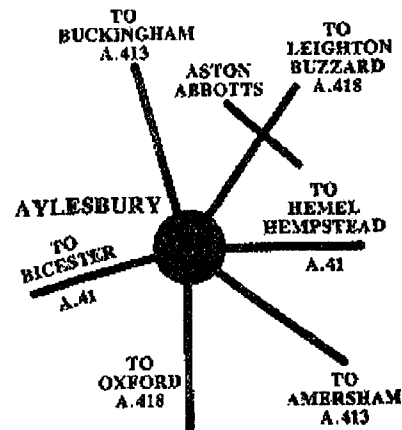 TO
BUCKINGHAM
A.413
TO
LEIGHTON
BUZZARD
A.418
ASTON
ABBOTTS
AYLESBURY
TO
HEMEL
HEMPSTEAD
A.41
TO
BICESTER
A.41
TO
OXFORD
A.418
TO
AMERSHAM
A.413